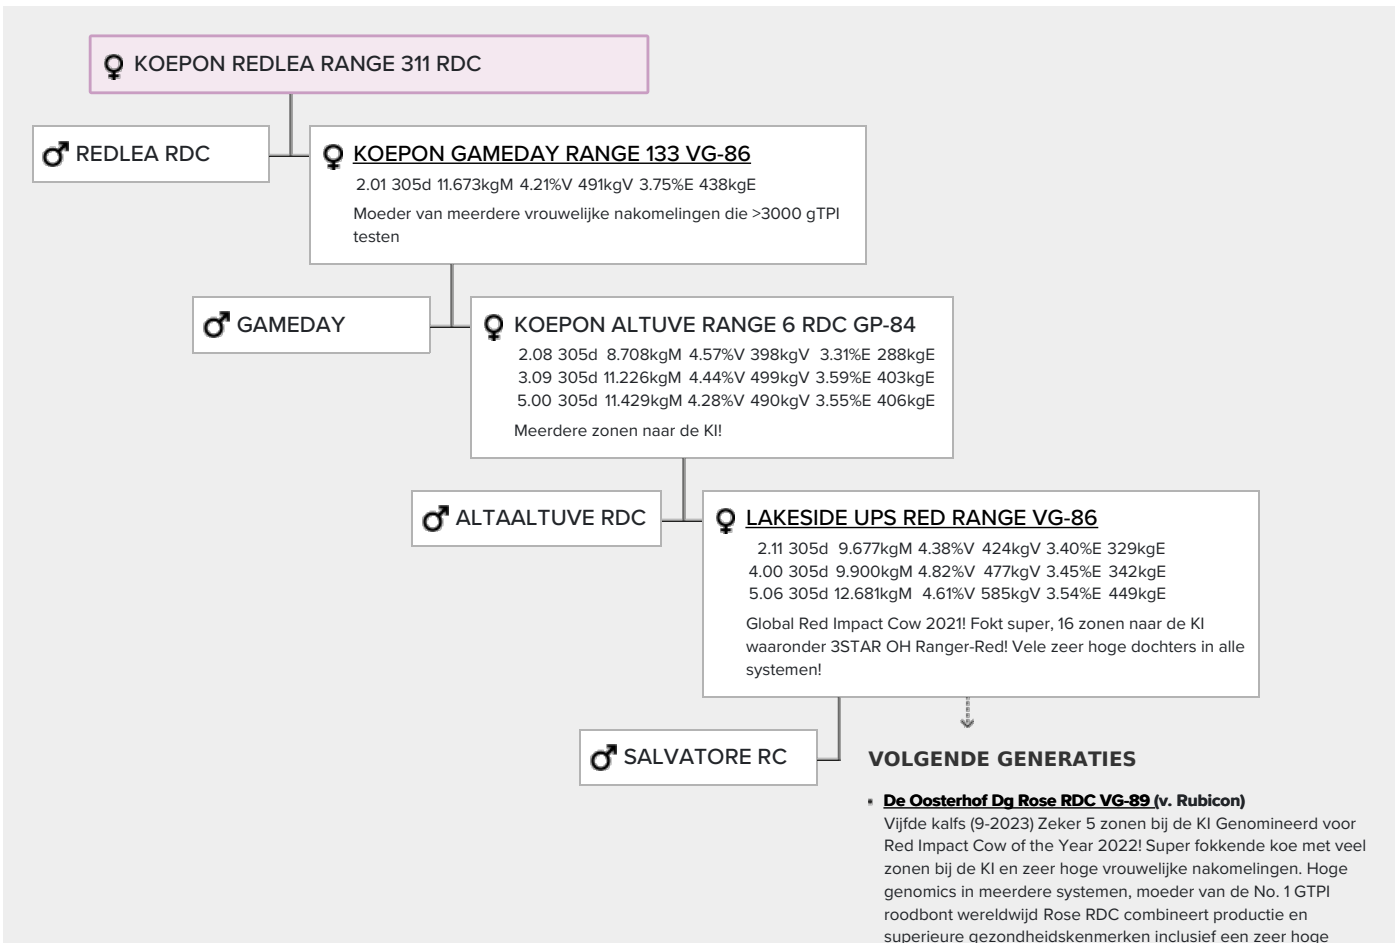 KOEPON REDLEA RANGE 311 RDC
REDLEA RDC
KOEPON GAMEDAY RANGE 133 VG-86
2.01 305d 11.673kgM 4.21%V 491kgV 3.75%E 438kgE
Moeder van meerdere vrouwelijke nakomelingen die >3000 gTPI
testen
GAMEDAY
KOEPON ALTUVE RANGE 6 RDC GP-84
2.08 305d 8.708kgM 4.57%V 398kgV 3.31%E 288kgE
3.09 305d 11.226kgM 4.44%V 499kgV 3.59%E 403kgE
5.00 305d 11.429kgM 4.28%V 490kgV 3.55%E 406kgE
Meerdere zonen naar de KI!
ALTAALTUVE RDC
LAKESIDE UPS RED RANGE VG-86
2.11 305d 9.677kgM 4.38%V 424kgV 3.40%E 329kgE
4.00 305d 9.900kgM 4.82%V 477kgV 3.45%E 342kgE
5.06 305d 12.681kgM 4.61%V 585kgV 3.54%E 449kgE
Global Red Impact Cow 2021! Fokt super, 16 zonen naar de KI
waaronder 3STAR OH Ranger-Red! Vele zeer hoge dochters in alle
systemen!
SALVATORE RC
VOLGENDE GENERATIES
De Oosterhof Dg Rose RDC VG-89 (v. Rubicon)
Vijfde kalfs (9-2023) Zeker 5 zonen bij de KI Genomineerd voor
Red Impact Cow of the Year 2022! Super fokkende koe met veel
zonen bij de KI en zeer hoge vrouwelijke nakomelingen. Hoge
genomics in meerdere systemen, moeder van de No. 1 GTPI
roodbont wereldwijd Rose RDC combineert productie en
superieure gezondheidskenmerken inclusief een zeer hoge